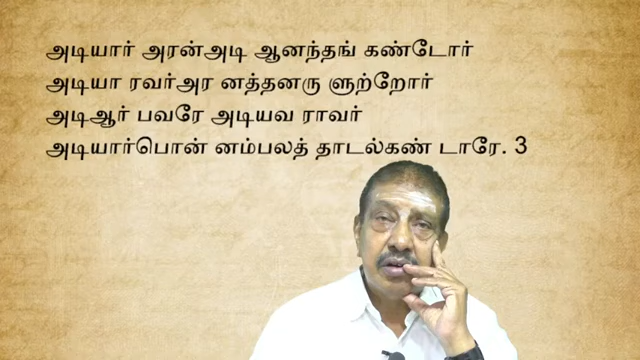 அடியார் அரன்அடி ஆனந்தங் கண்டோர்
அடியா ரவர்அர னத்தனரு ளுற்றோர்
அடிஆர் பவரே அடியவ ராவர்
அடியார்பொன் னம்பலத் தாடல்கண் டாரே. 3